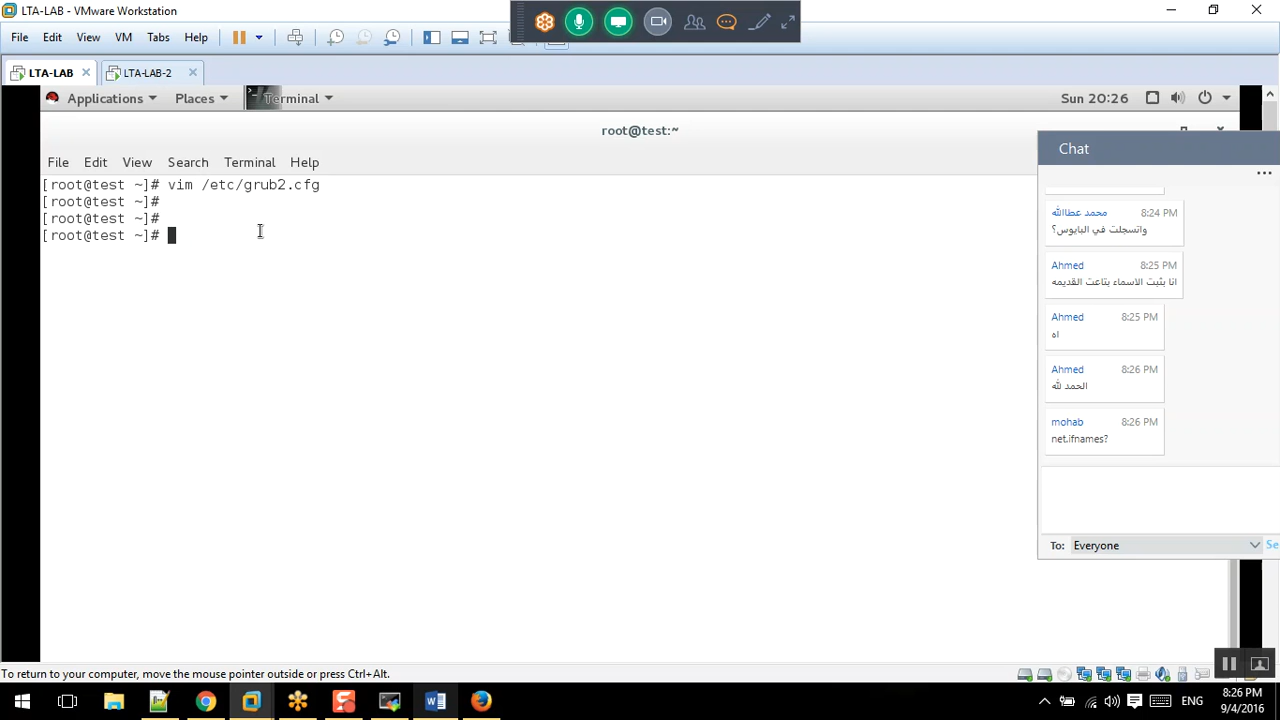 LTA-LAB - VMware Workstation
File Edit View VM Tabs Help
LTA-LAB
LTA-LAB-2
Applications Places Terminal
Sun 20:26
root@test:~
File Edit View Search Terminal Help
[root@test ~]# vim /etc/grub2.cfg
[root@test ~]#
[root@test ~]#
[root@test ~]#
Chat
محمد عطاالله 8:24 PM
واتسجلت في البايوس؟
Ahmed 8:25 PM
انا بثبت الاسماء بتاعت القديمه
Ahmed 8:25 PM
اه
Ahmed 8:26 PM
الحمد لله
mohab 8:26 PM
net.ifnames?
To: Everyone
Se
To return to your computer, move the mouse pointer outside or press Ctrl+Alt.
ENG
8:26 PM
9/4/2016